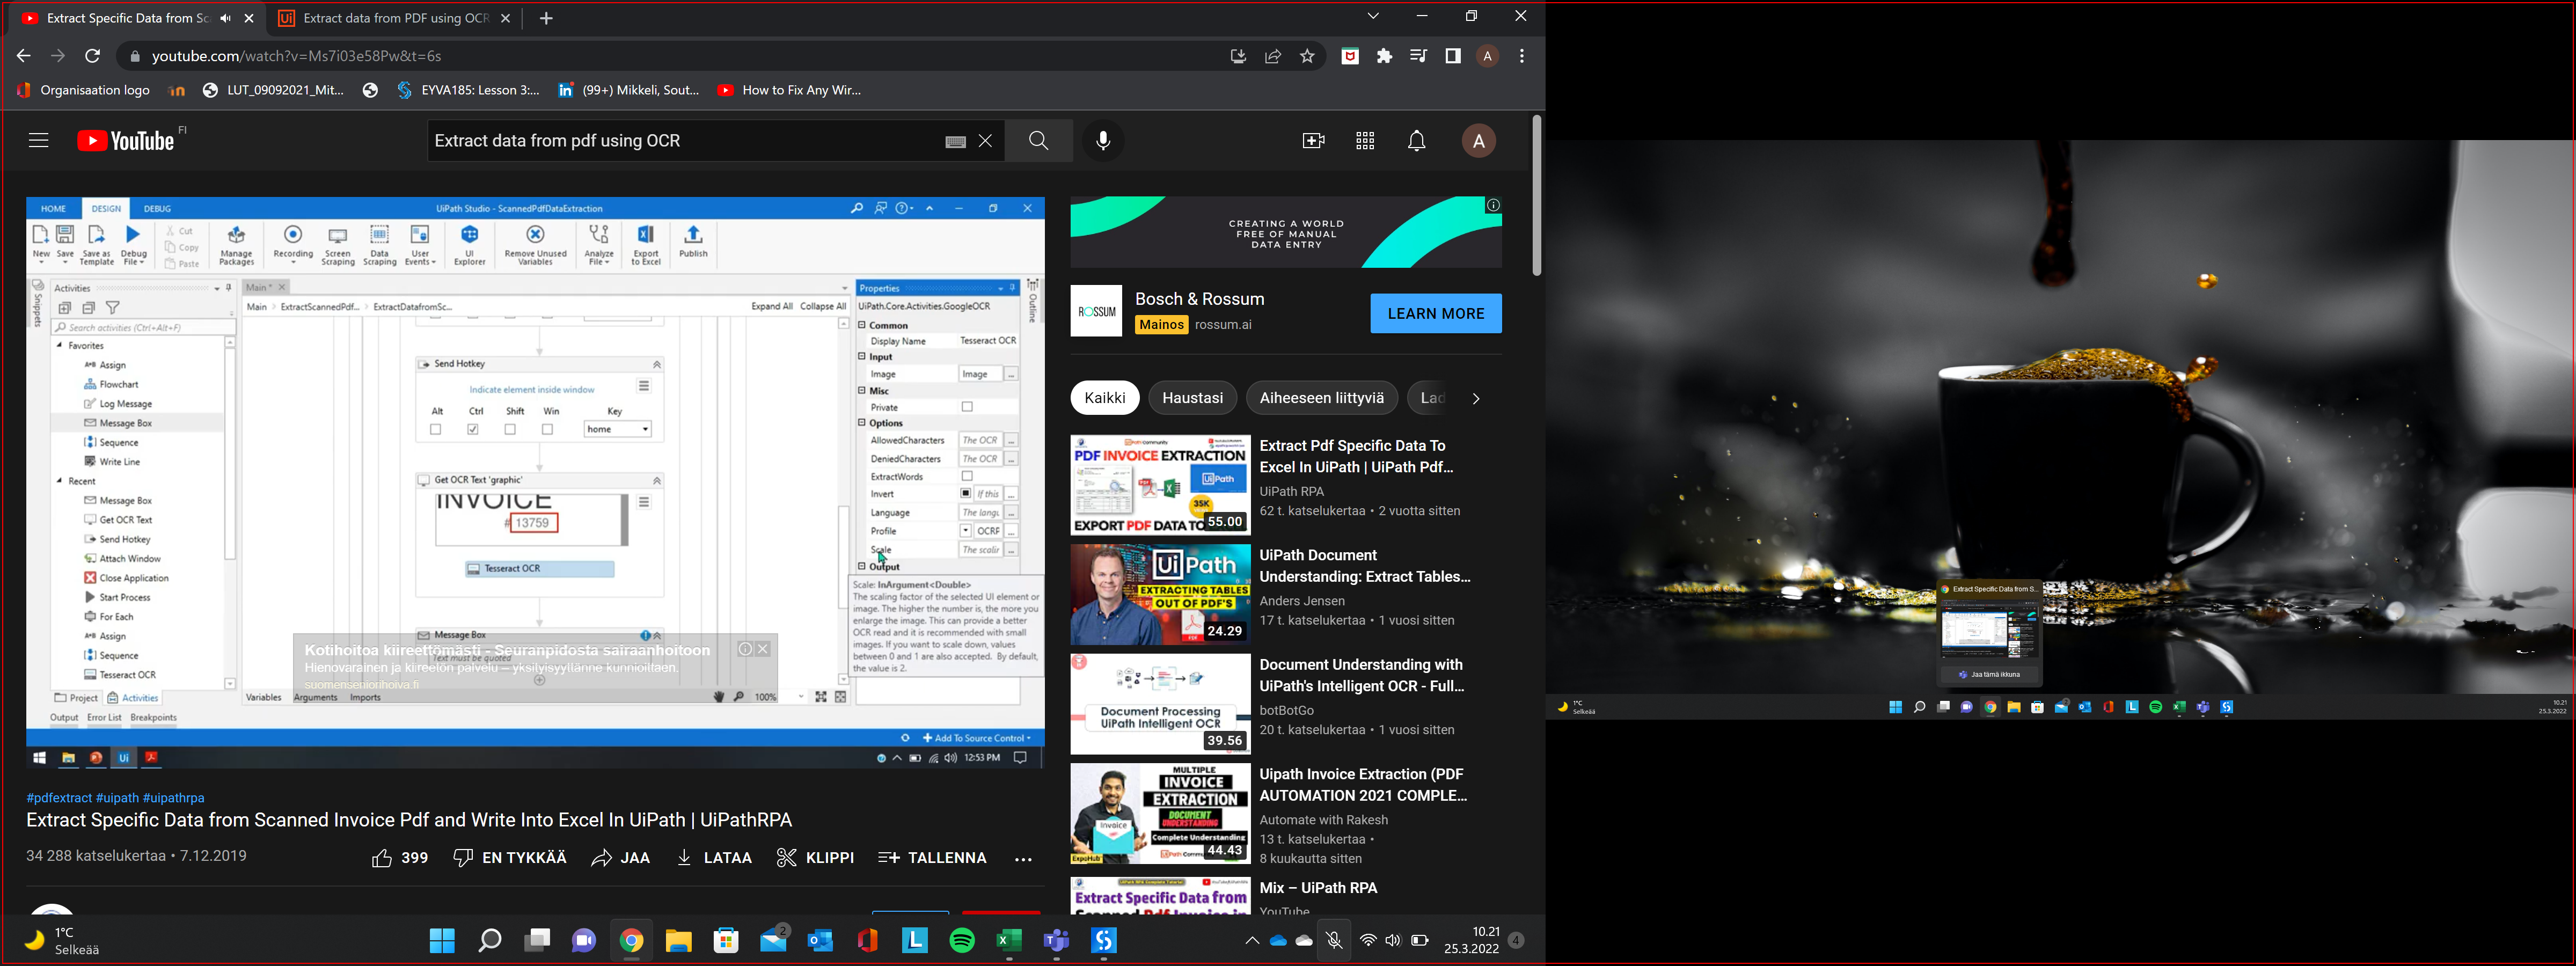 Extract Specific Data from Sc
Extract data from PDF using OCR
youtube.com/watch?v=Ms7i03e58Pw&t=6s
A
Organisaation logo
LUT_09092021_Mit...
EYVA185: Lesson 3:...
(99+) Mikkeli, Sout...
How to Fix Any Wir...
YouTube FI
Extract data from pdf using OCR
A
HOME DESIGN DEBUG
UiPath Studio - ScannedPdfDataExtraction
New
Save
Save as Template
Debug File
Cut
Copy
Paste
Manage Packages
Recording
Screen Scraping
Data Scraping
User Events
UI Explorer
Remove Unused Variables
Analyze File
Export to Excel
Publish
Snippets
Activities
Search activities (Ctrl+Alt+F)
Favorites
Assign
Flowchart
Log Message
Message Box
Sequence
Write Line
Recent
Message Box
Get OCR Text
Send Hotkey
Attach Window
Close Application
Start Process
For Each
Assign
Sequence
Tesseract OCR
Project Activities
Output Error List Breakpoints
Main *
Main > ExtractScannedPdf... > ExtractDatafromSc...
Expand All Collapse All
Send Hotkey
Indicate element inside window
Alt Ctrl Shift Win Key
home
Get OCR Text 'graphic'
INVOICE
# 13759
Tesseract OCR
Message Box
Text must be quoted
Kotihoitoa kiireettömästi - Seuranpidosta sairaanhoitoon
Hienovarainen ja kiireetön palvelu – yksityisyyllänne kunnioittaen.
suomenseniorihoiva.fi
Variables Arguments Imports
100%
Properties
Outline
UiPath.Core.Activities.GoogleOCR
Common
Display Name Tesseract OCR
Input
Image Image ...
Misc
Private
Options
AllowedCharacters The OCR ...
DeniedCharacters The OCR ...
ExtractWords
Invert If this ...
Language The langu ...
Profile OCRF ...
Scale The scalin ...
Output
Scale: InArgument<Double>
The scaling factor of the selected UI element or
image. The higher the number is, the more you
enlarge the image. This can provide a better
OCR read and it is recommended with small
images. If you want to scale down, values
between 0 and 1 are also accepted. By default,
the value is 2.
Add To Source Control
12:53 PM
#pdfextract #uipath #uipathrpa
Extract Specific Data from Scanned Invoice Pdf and Write Into Excel In UiPath | UiPathRPA
34 288 katselukertaa • 7.12.2019
399
EN TYKKÄÄ
JAA
LATAA
KLIPPI
TALLENNA
CREATING A WORLD
FREE OF MANUAL
DATA ENTRY
ROSSUM
Bosch & Rossum
Mainos rossum.ai
LEARN MORE
Kaikki
Haustasi
Aiheeseen liittyviä
Lad
PDF INVOICE EXTRACTION
UiPath
35K
EXPORT PDF DATA TO
55.00
Extract Pdf Specific Data To
Excel In UiPath | UiPath Pdf...
UiPath RPA
62 t. katselukertaa • 2 vuotta sitten
UiPath
EXTRACTING TABLES
OUT OF PDF'S
PDF
24.29
UiPath Document
Understanding: Extract Tables...
Anders Jensen
17 t. katselukertaa • 1 vuosi sitten
Document Processing
UiPath Intelligent OCR
39.56
Document Understanding with
UiPath's Intelligent OCR - Full...
botBotGo
20 t. katselukertaa • 1 vuosi sitten
MULTIPLE
INVOICE
EXTRACTION
DOCUMENT
UNDERSTANDING
Complete Understanding
Invoice
ExpoHub
44.43
Uipath Invoice Extraction (PDF
AUTOMATION 2021 COMPLE...
Automate with Rakesh
13 t. katselukertaa •
8 kuukautta sitten
Extract Specific Data from
Scanned Pdf Invoice in
Mix – UiPath RPA
YouTube
1°C
Selkeää
2
10.21
25.3.2022
4
Extract Specific Data from S...
Jaa tämä ikkuna
1°C
Selkeää
10.21
25.3.2022